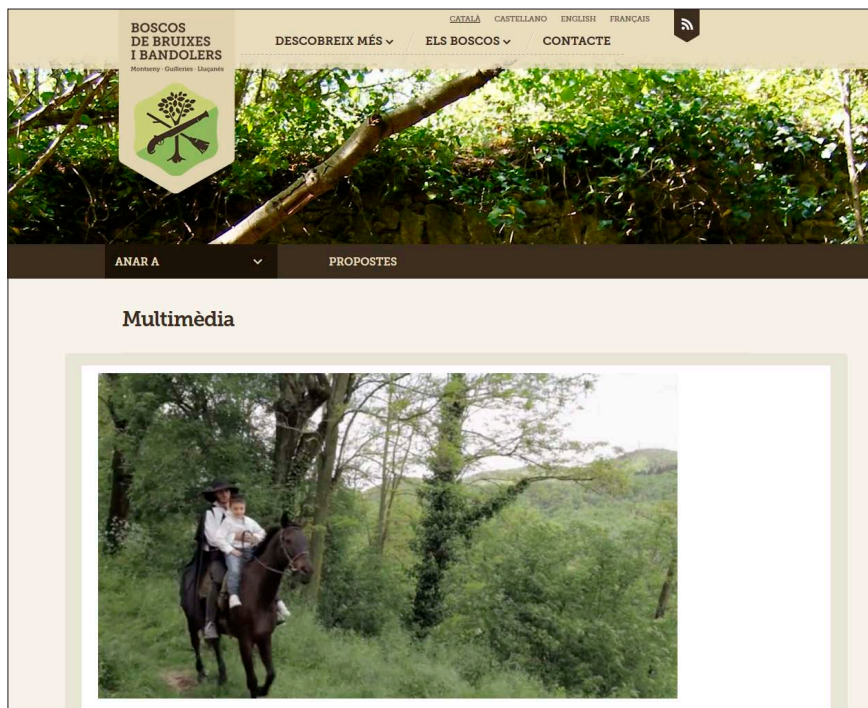 BOSCOS
DE BRUIXES
I BANDOLERS
Montseny · Guilleries · Lluçanès
CATALÀ CASTELLANO ENGLISH FRANÇAIS
DESCOBREIX MÉS / ELS BOSCOS / CONTACTE
ANAR A
PROPOSTES
Multimèdia